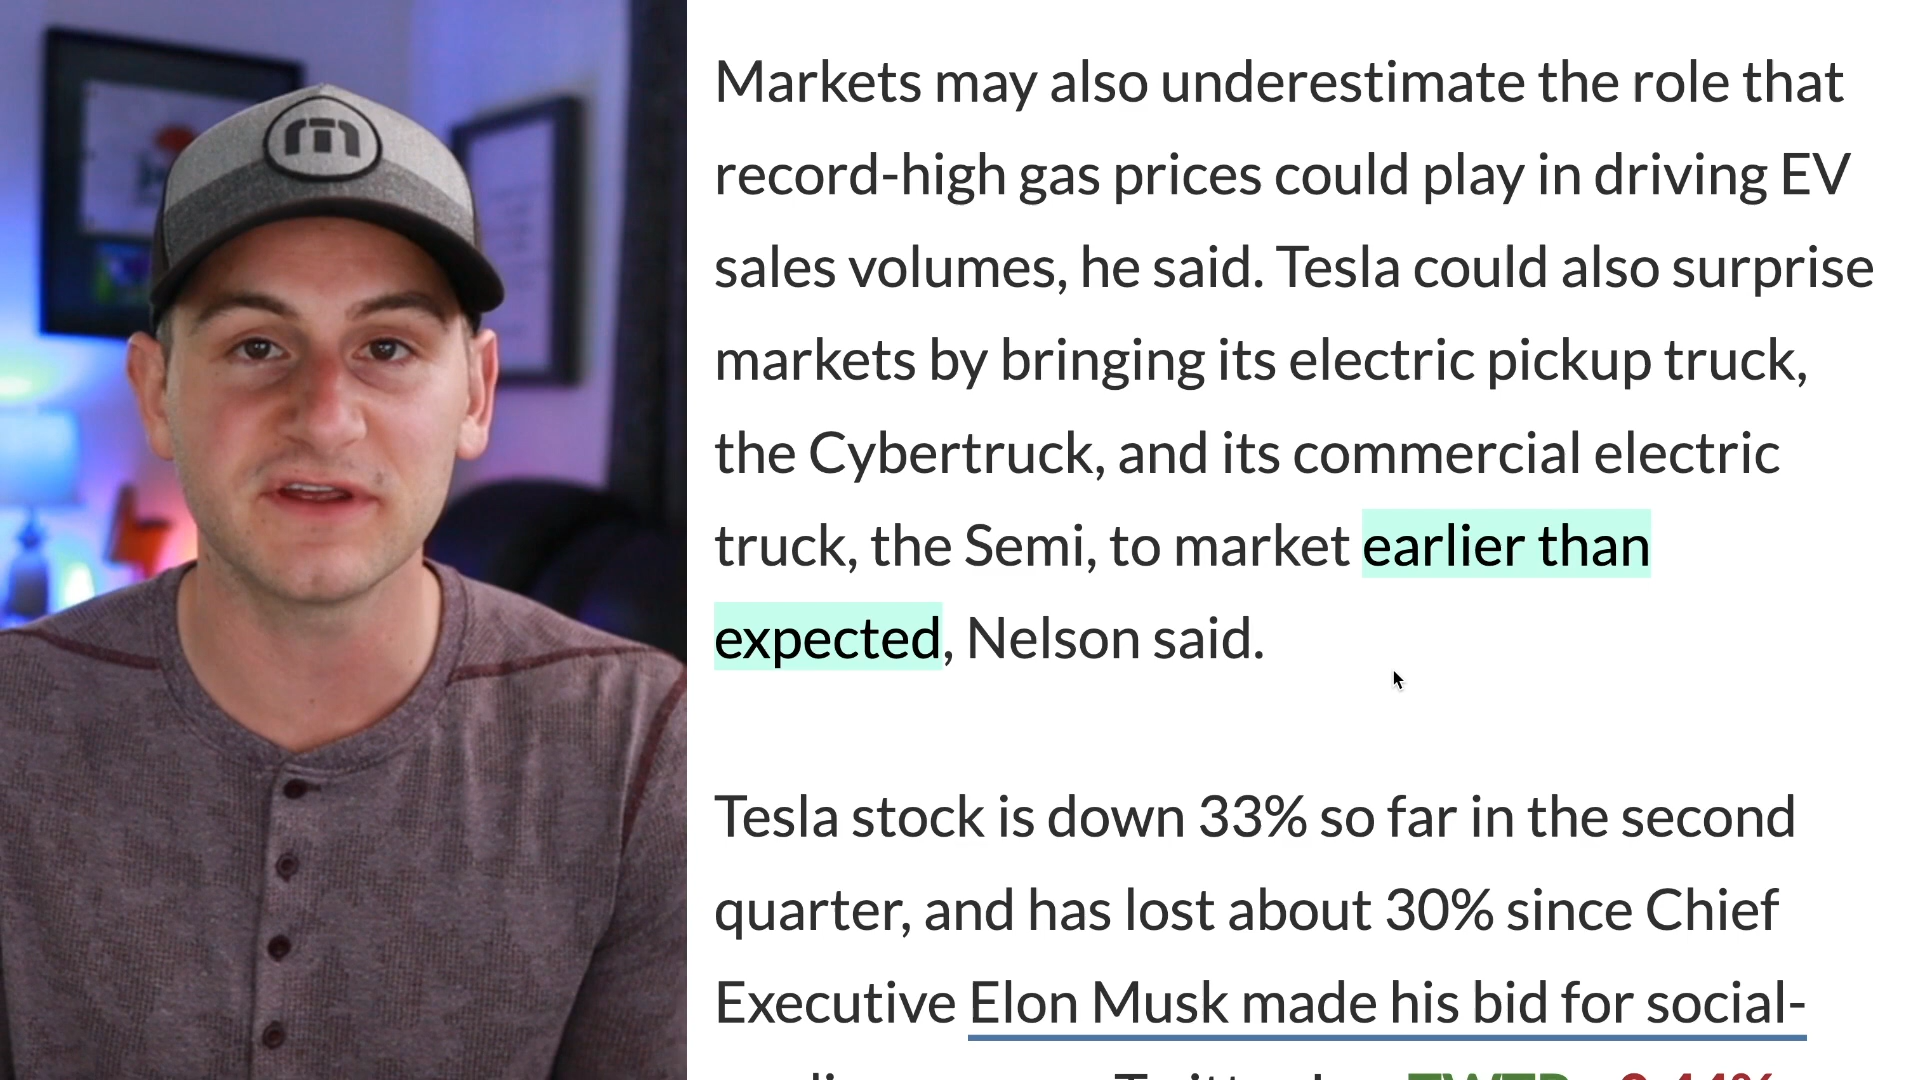 Markets may also underestimate the role that
record-high gas prices could play in driving EV
sales volumes, he said. Tesla could also surprise
markets by bringing its electric pickup truck,
the Cybertruck, and its commercial electric
truck, the Semi, to market earlier than
expected, Nelson said.
Tesla stock is down 33% so far in the second
quarter, and has lost about 30% since Chief
Executive Elon Musk made his bid for social-